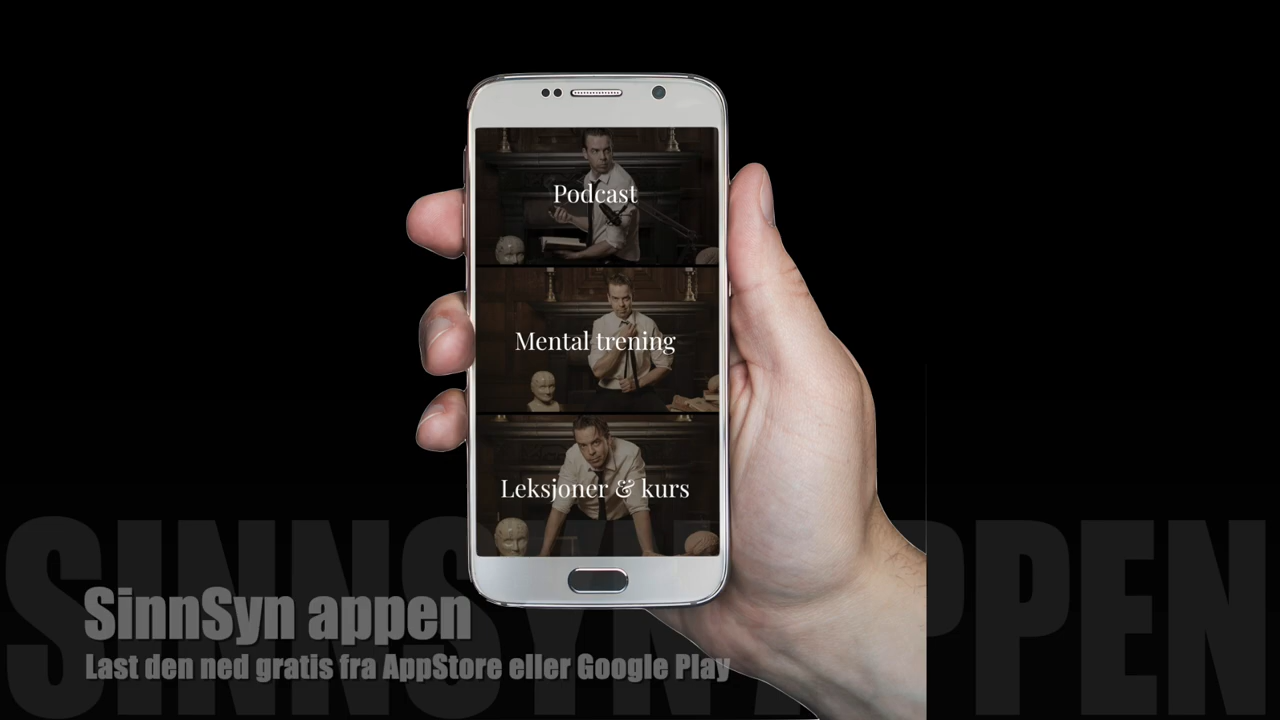 Podcast
Mental trening
Leksjoner & kurs
SINNSYN APPEN
SinnSyn appen
Last den ned gratis fra AppStore eller Google Play